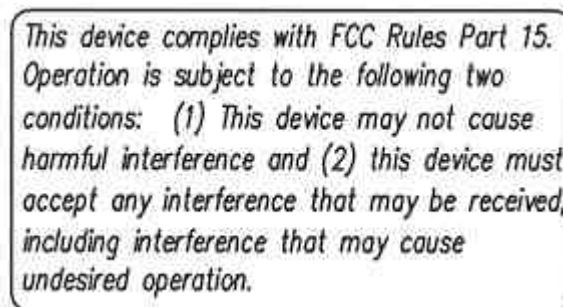 This device complies with FCC Rules Part 15.
Operation is subject to the following two
conditions: (1) This device may not cause
harmful interference and (2) this device must
accept any interference that may be received,
including interference that may cause
undesired operation.